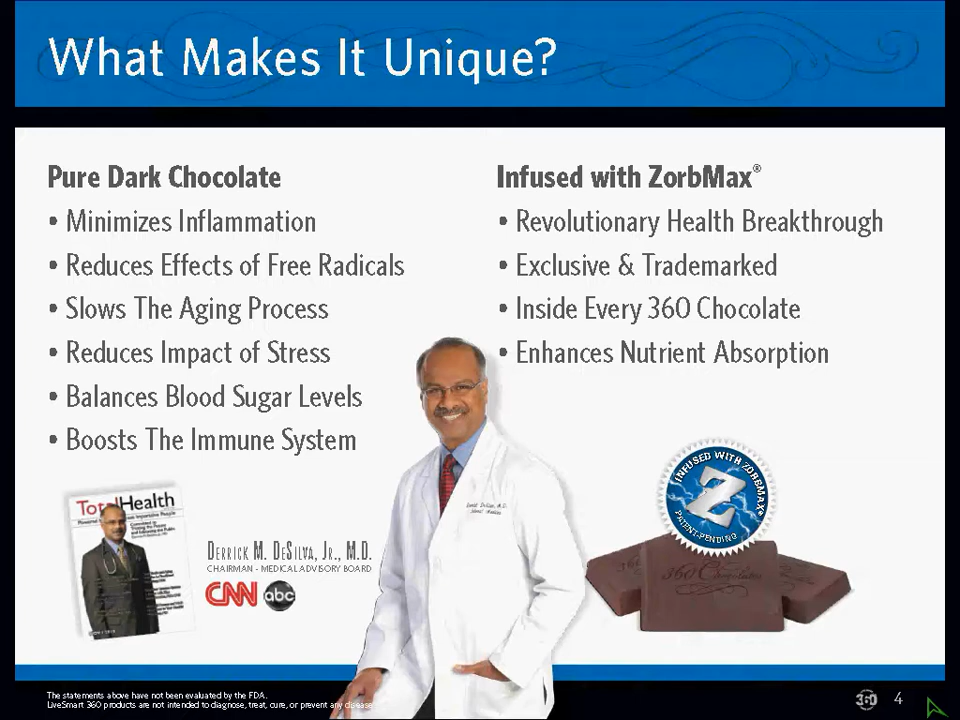 What Makes It Unique?
Pure Dark Chocolate
• Minimizes Inflammation
• Reduces Effects of Free Radicals
• Slows The Aging Process
• Reduces Impact of Stress
• Balances Blood Sugar Levels
• Boosts The Immune System
Infused with ZorbMax®
• Revolutionary Health Breakthrough
• Exclusive & Trademarked
• Inside Every 360 Chocolate
• Enhances Nutrient Absorption
TotalHealth
DERRICK M. DESILVA, JR., M.D.
CHAIRMAN - MEDICAL ADVISORY BOARD
CNN abc
INFUSED WITH ZORBMAX®
Z
PATENT-PENDING
360 Chocolates
The statements above have not been evaluated by the FDA.
LiveSmart 360 products are not intended to diagnose, treat, cure, or prevent any disease
360 4